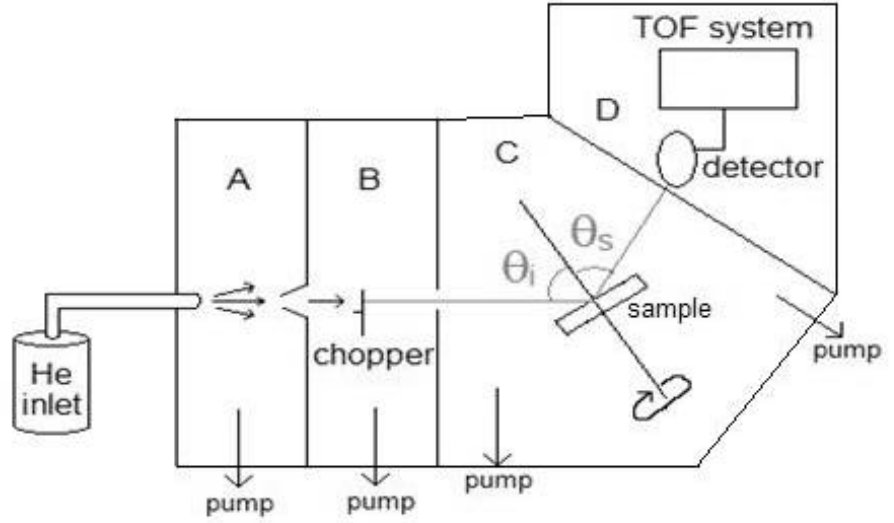 TOF system
D
detector
A
B
C
θs
θi
sample
chopper
He
inlet
pump
pump
pump
pump